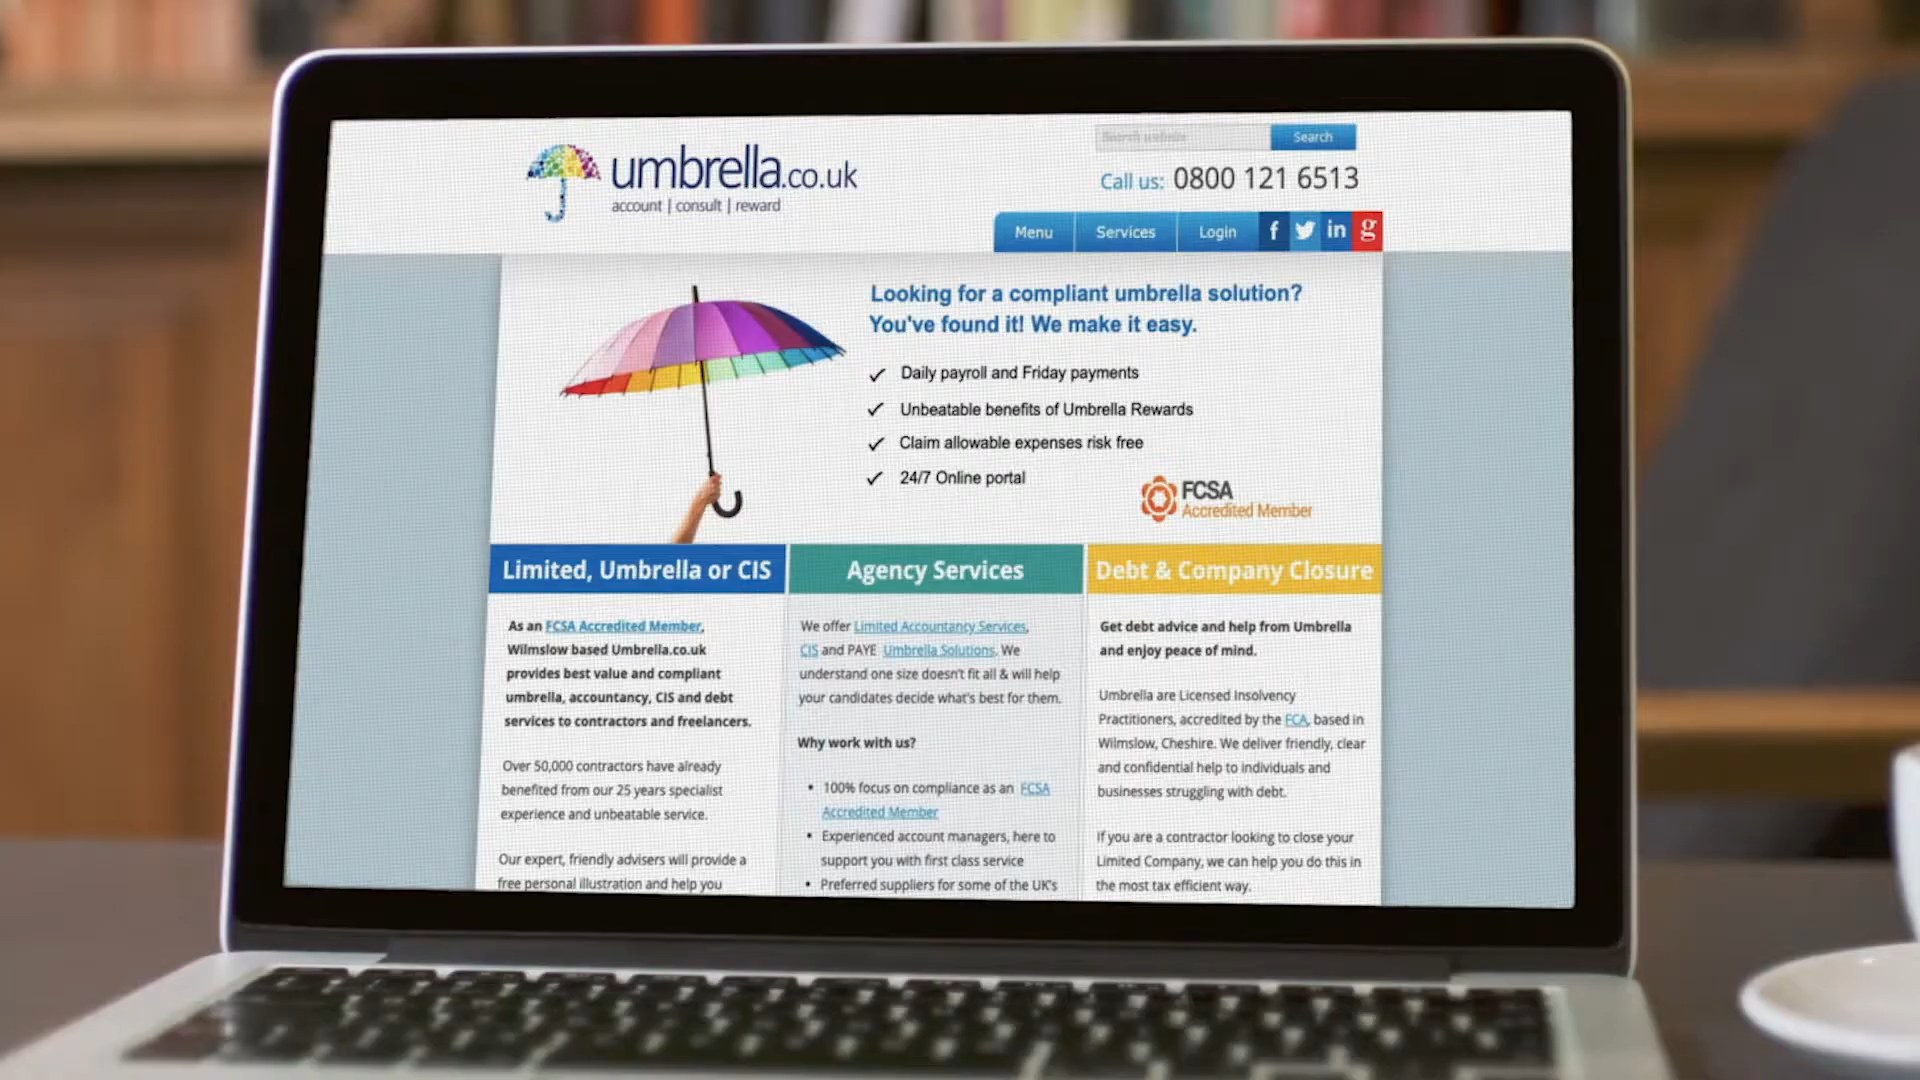 Search website
Search
umbrella.co.uk
account | consult | reward
Call us: 0800 121 6513
Menu
Services
Login
f
in
g
Looking for a compliant umbrella solution?
You've found it! We make it easy.
Daily payroll and Friday payments
Unbeatable benefits of Umbrella Rewards
Claim allowable expenses risk free
24/7 Online portal
FCSA
Accredited Member
Limited, Umbrella or CIS
As an FCSA Accredited Member,
Wilmslow based Umbrella.co.uk
provides best value and compliant
umbrella, accountancy, CIS and debt
services to contractors and freelancers.
Over 50,000 contractors have already
benefited from our 25 years specialist
experience and unbeatable service.
Our expert, friendly advisers will provide a
free personal illustration and help you
Agency Services
We offer Limited Accountancy Services,
CIS and PAYE Umbrella Solutions. We
understand one size doesn't fit all & will help
your candidates decide what's best for them.
Why work with us?
• 100% focus on compliance as an FCSA
Accredited Member
• Experienced account managers, here to
support you with first class service
• Preferred suppliers for some of the UK's
Debt & Company Closure
Get debt advice and help from Umbrella
and enjoy peace of mind.
Umbrella are Licensed Insolvency
Practitioners, accredited by the FCA, based in
Wilmslow, Cheshire. We deliver friendly, clear
and confidential help to individuals and
businesses struggling with debt.
If you are a contractor looking to close your
Limited Company, we can help you do this in
the most tax efficient way.